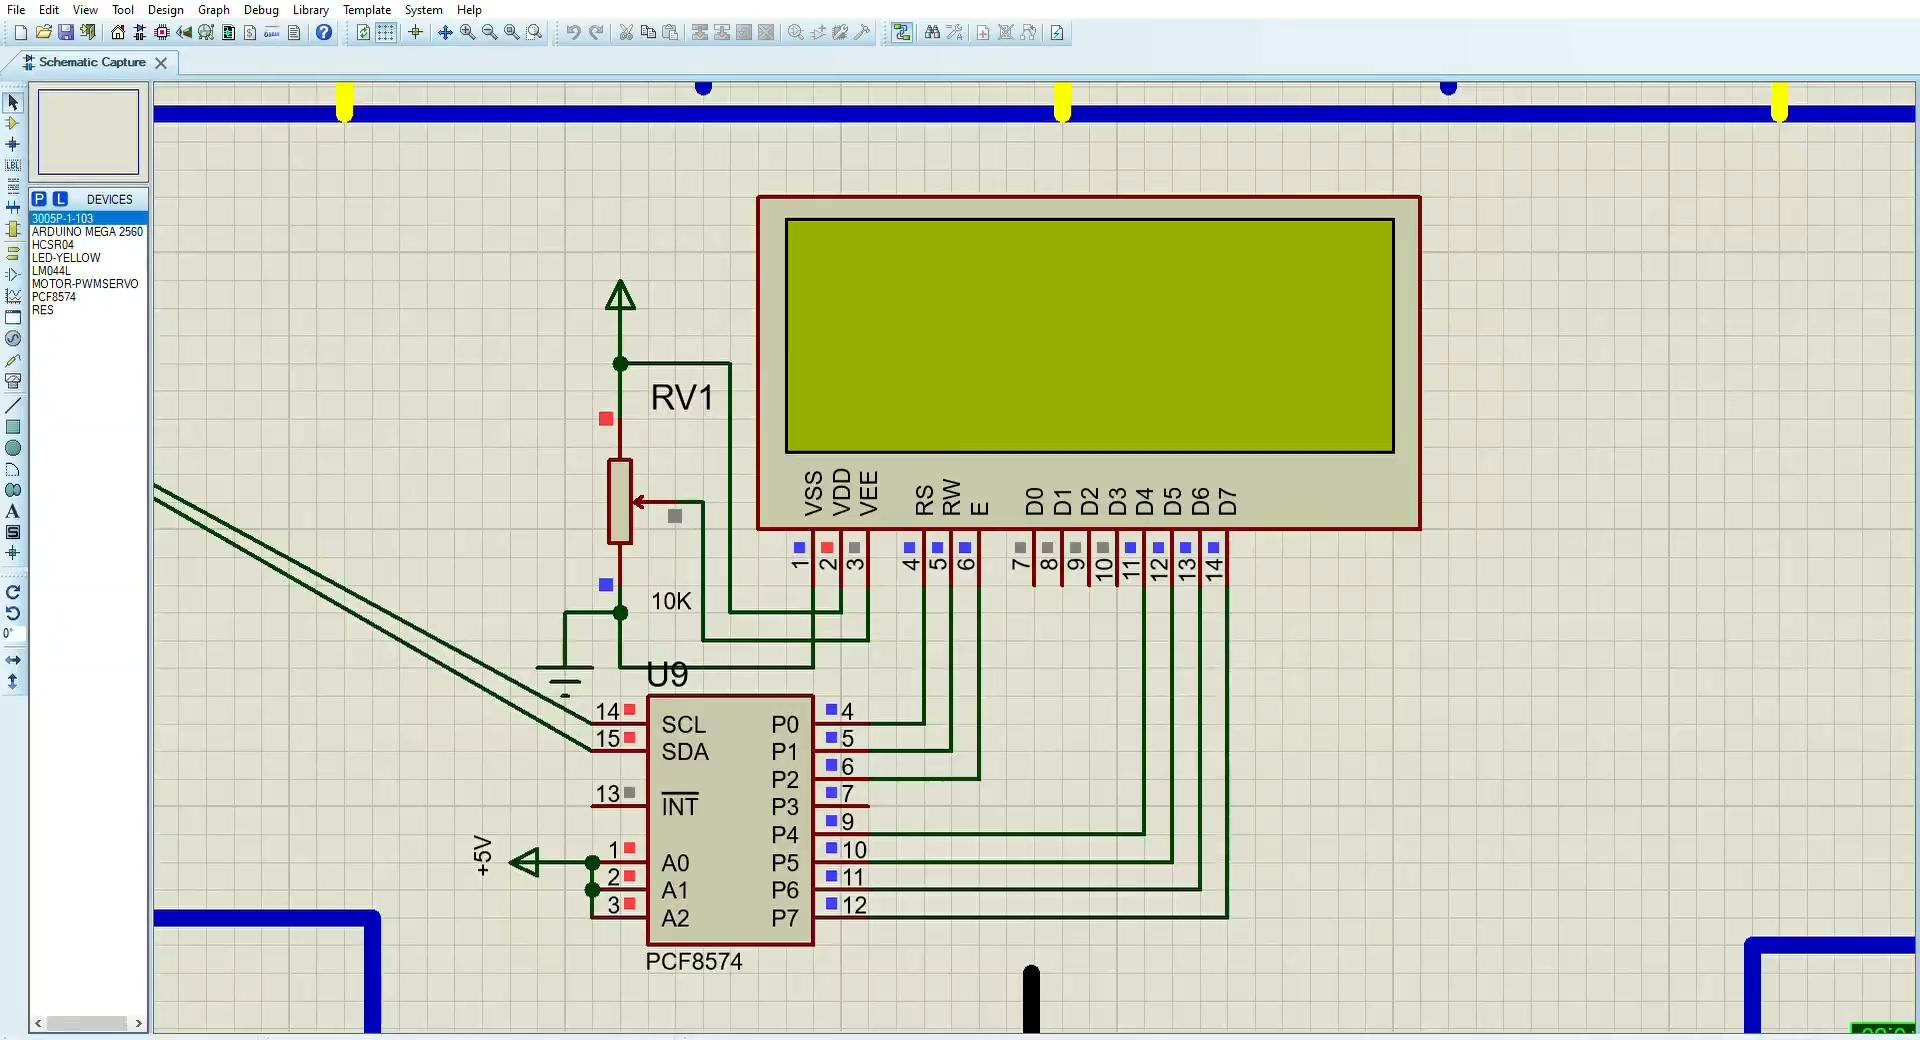 File Edit View Tool Design Graph Debug Library Template System Help
Schematic Capture
P L DEVICES
3005P-1-103
ARDUINO MEGA 2560
HCSR04
LED-YELLOW
LM044L
MOTOR-PWMSERVO
PCF8574
RES
LBL
A
S
0°
RV1
10K
VSS VDD VEE RS RW E D0 D1 D2 D3 D4 D5 D6 D7
1 2 3 4 5 6 7 8 9 10 11 12 13 14
U9
14 SCL P0 4
15 SDA P1 5
P2 6
13 INT P3 7
P4 9
+5V
1 A0 P5 10
2 A1 P6 11
3 A2 P7 12
PCF8574